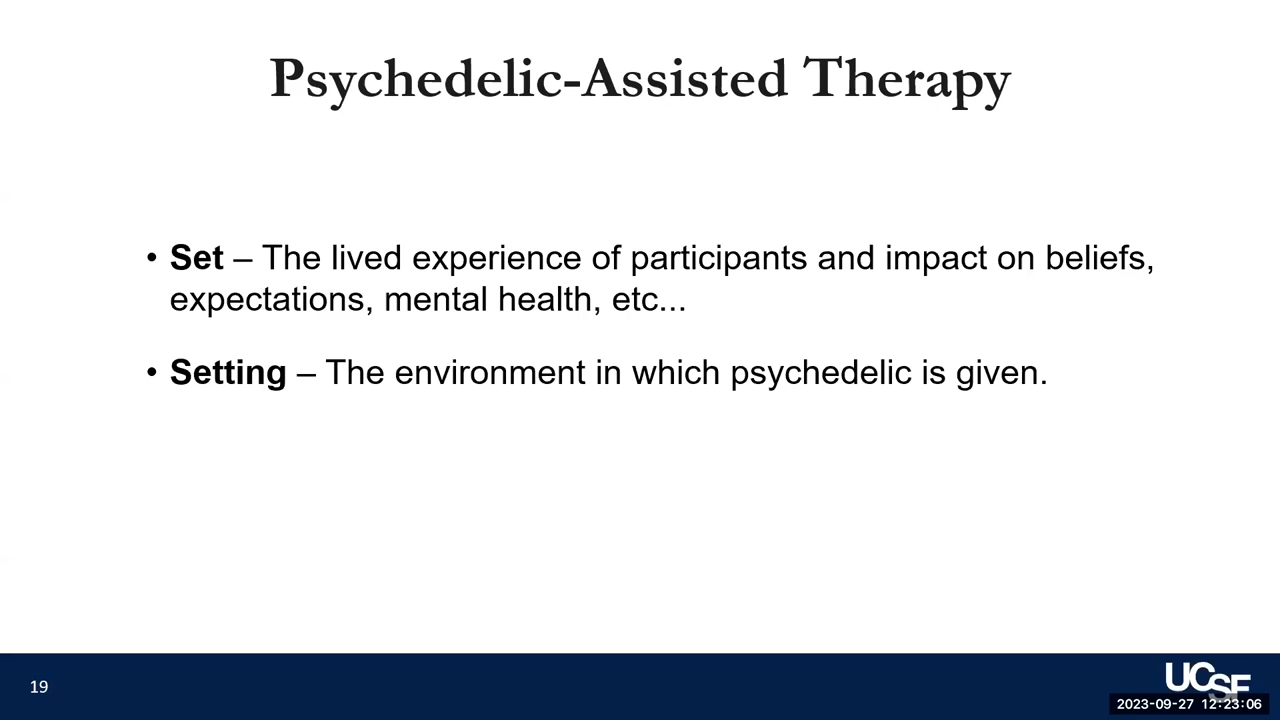 Psychedelic-Assisted Therapy
• Set – The lived experience of participants and impact on beliefs,
expectations, mental health, etc...
• Setting – The environment in which psychedelic is given.
19
UCSF
2023-09-27 12:23:06